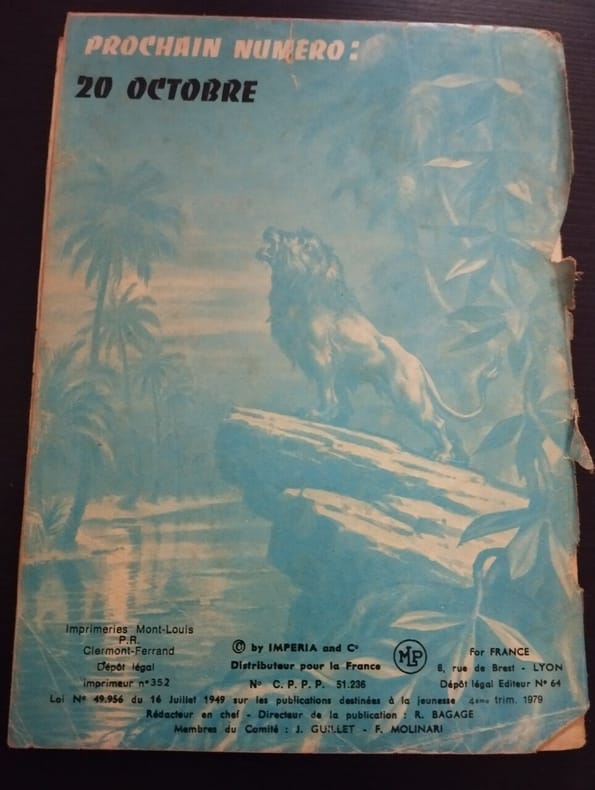 PROCHAIN NUMERO :
20 OCTOBRE
Imprimeries Mont-Louis
P.R.
Clermont-Ferrand
Dépôt légal
imprimeur n° 352
© by IMPERIA and C°
Distributeur pour la France
N° C. P. P. P. 51.236
MLP
For FRANCE
6, rue de Brest - LYON
Dépôt légal Editeur N° 64
Loi N° 49.956 du 16 Juillet 1949 sur les publications destinées à la jeunesse 4ème trim. 1979
Rédacteur en chef - Directeur de la publication : R. BAGAGE
Membres du Comité : J. GUILLET - F. MOLINARI